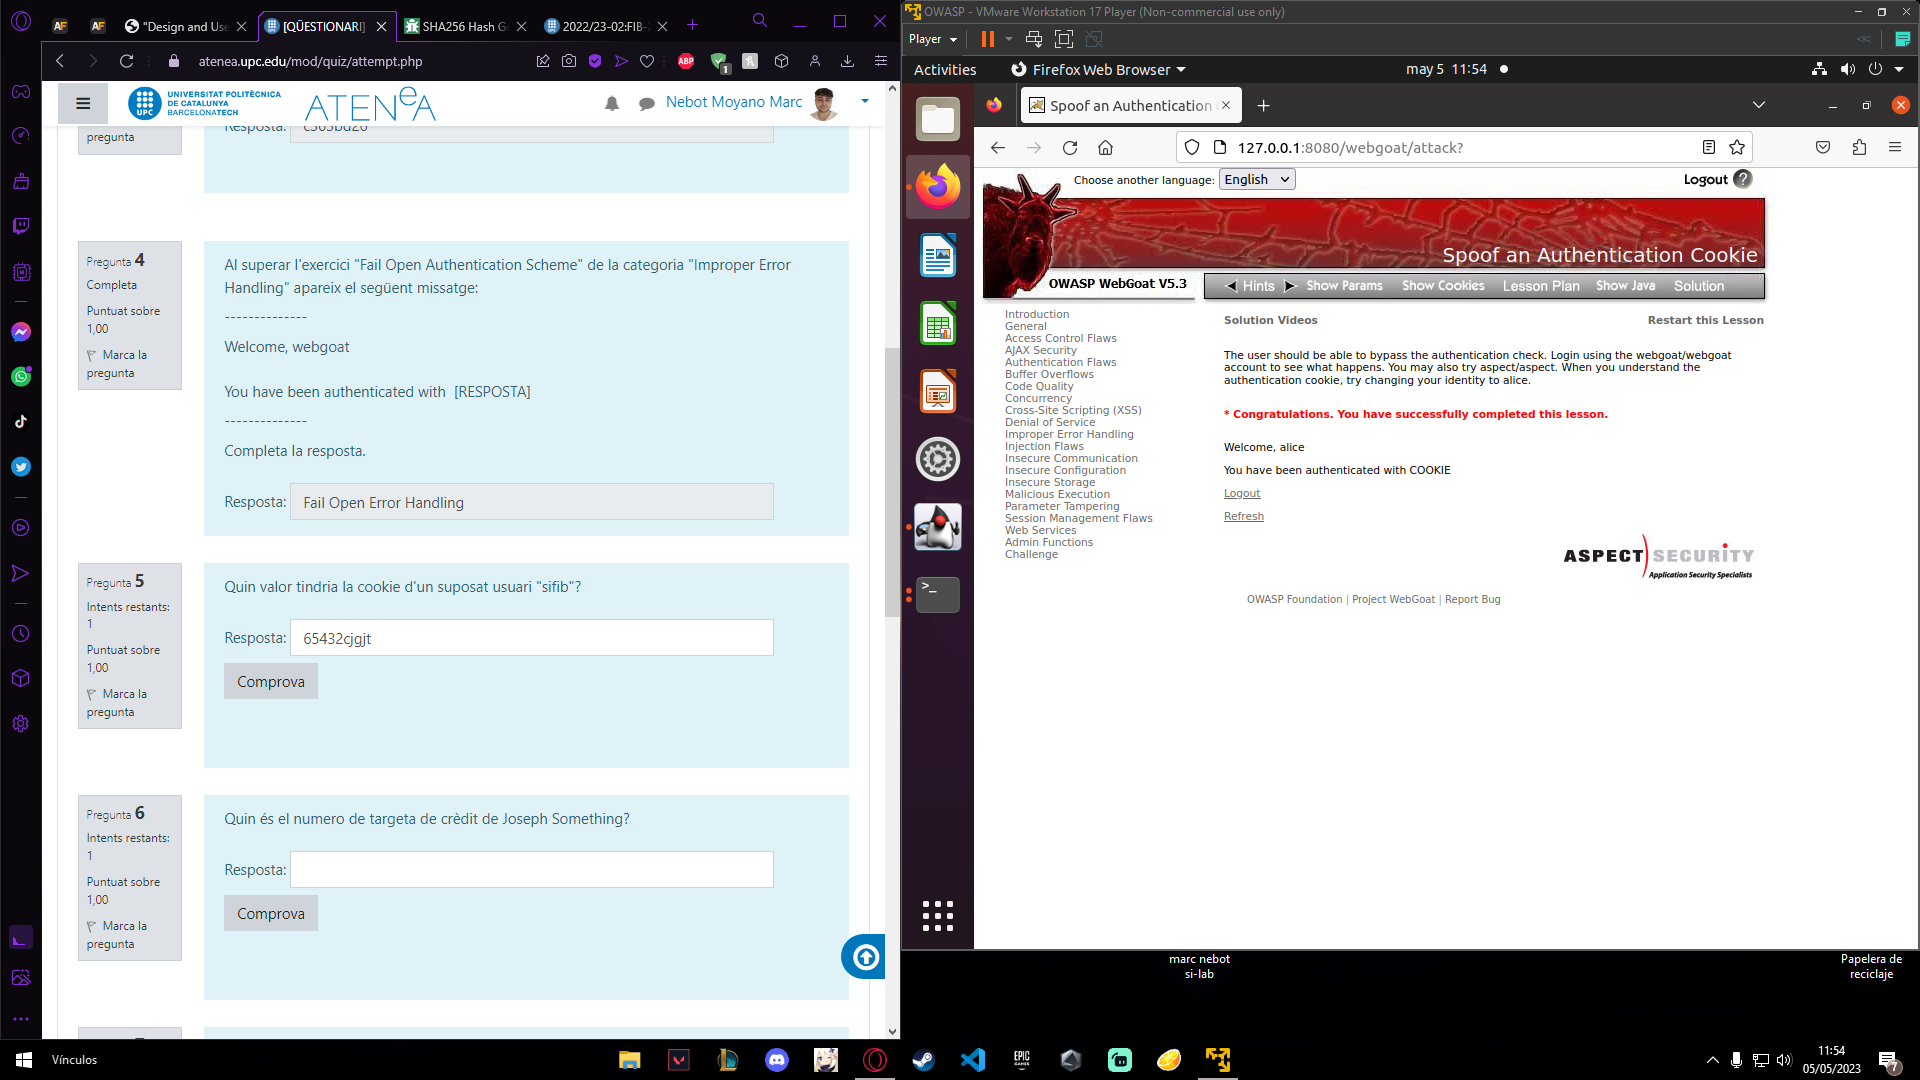 "Design and Use
[QÜESTIONARI]
SHA256 Hash G
2022/23-02:FIB-
atenea.upc.edu/mod/quiz/attempt.php
ABP
1
UNIVERSITAT POLITÈCNICA
DE CATALUNYA
BARCELONATECH
UPC
ATENeA
Nebot Moyano Marc
pregunta
Resposta: c505bd20
Pregunta 4
Completa
Puntuat sobre
1,00
Marca la
pregunta
Al superar l'exercici "Fail Open Authentication Scheme" de la categoria "Improper Error
Handling" apareix el següent missatge:
--------------
Welcome, webgoat
You have been authenticated with [RESPOSTA]
--------------
Completa la resposta.
Resposta: Fail Open Error Handling
Pregunta 5
Intents restants:
1
Puntuat sobre
1,00
Marca la
pregunta
Quin valor tindria la cookie d'un suposat usuari "sifib"?
Resposta: 65432cjgjt
Comprova
Pregunta 6
Intents restants:
1
Puntuat sobre
1,00
Marca la
pregunta
Quin és el numero de targeta de crèdit de Joseph Something?
Resposta:
Comprova
OWASP - VMware Workstation 17 Player (Non-commercial use only)
Player
Activities
Firefox Web Browser
may 5 11:54
Spoof an Authentication
127.0.0.1:8080/webgoat/attack?
Choose another language: English
Logout ?
Spoof an Authentication Cookie
OWASP WebGoat V5.3
Hints
Show Params
Show Cookies
Lesson Plan
Show Java
Solution
Introduction
General
Access Control Flaws
AJAX Security
Authentication Flaws
Buffer Overflows
Code Quality
Concurrency
Cross-Site Scripting (XSS)
Denial of Service
Improper Error Handling
Injection Flaws
Insecure Communication
Insecure Configuration
Insecure Storage
Malicious Execution
Parameter Tampering
Session Management Flaws
Web Services
Admin Functions
Challenge
Solution Videos
Restart this Lesson
The user should be able to bypass the authentication check. Login using the webgoat/webgoat
account to see what happens. You may also try aspect/aspect. When you understand the
authentication cookie, try changing your identity to alice.
* Congratulations. You have successfully completed this lesson.
Welcome, alice
You have been authenticated with COOKIE
Logout
Refresh
ASPECT SECURITY
Application Security Specialists
OWASP Foundation | Project WebGoat | Report Bug
marc nebot
si-lab
Papelera de
reciclaje
Vínculos
EPIC
GAMES
11:54
05/05/2023
7